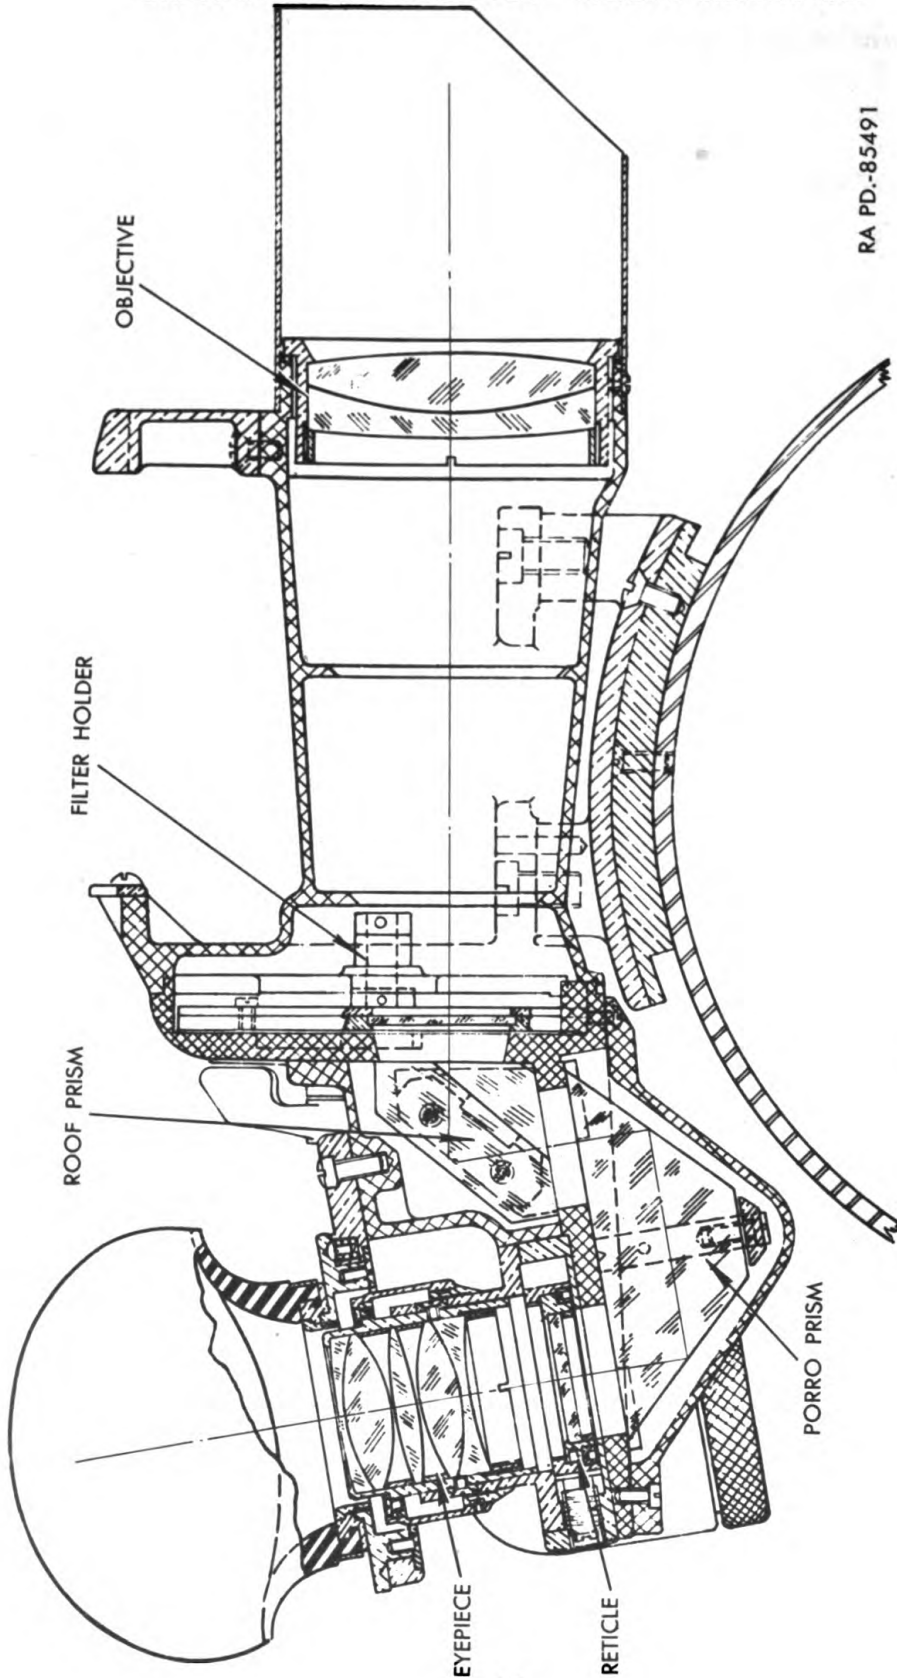 OBJECTIVE
FILTER HOLDER
ROOF PRISM
PORRO PRISM
EYEPIECE
RETICLE
RA PD.-85491